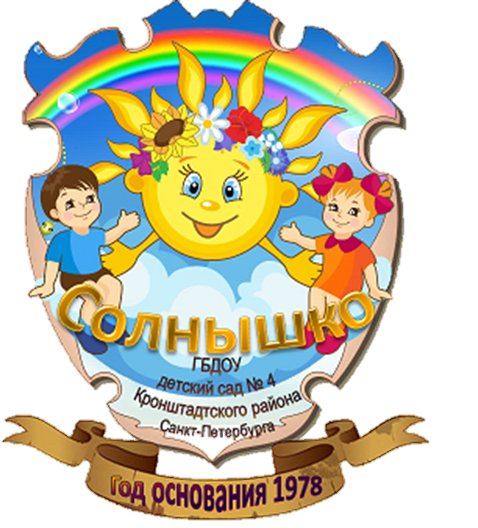 Солнышко
ГБДОУ
детский сад № 4
Кронштадтского района
Санкт-Петербурга
Год основания 1978